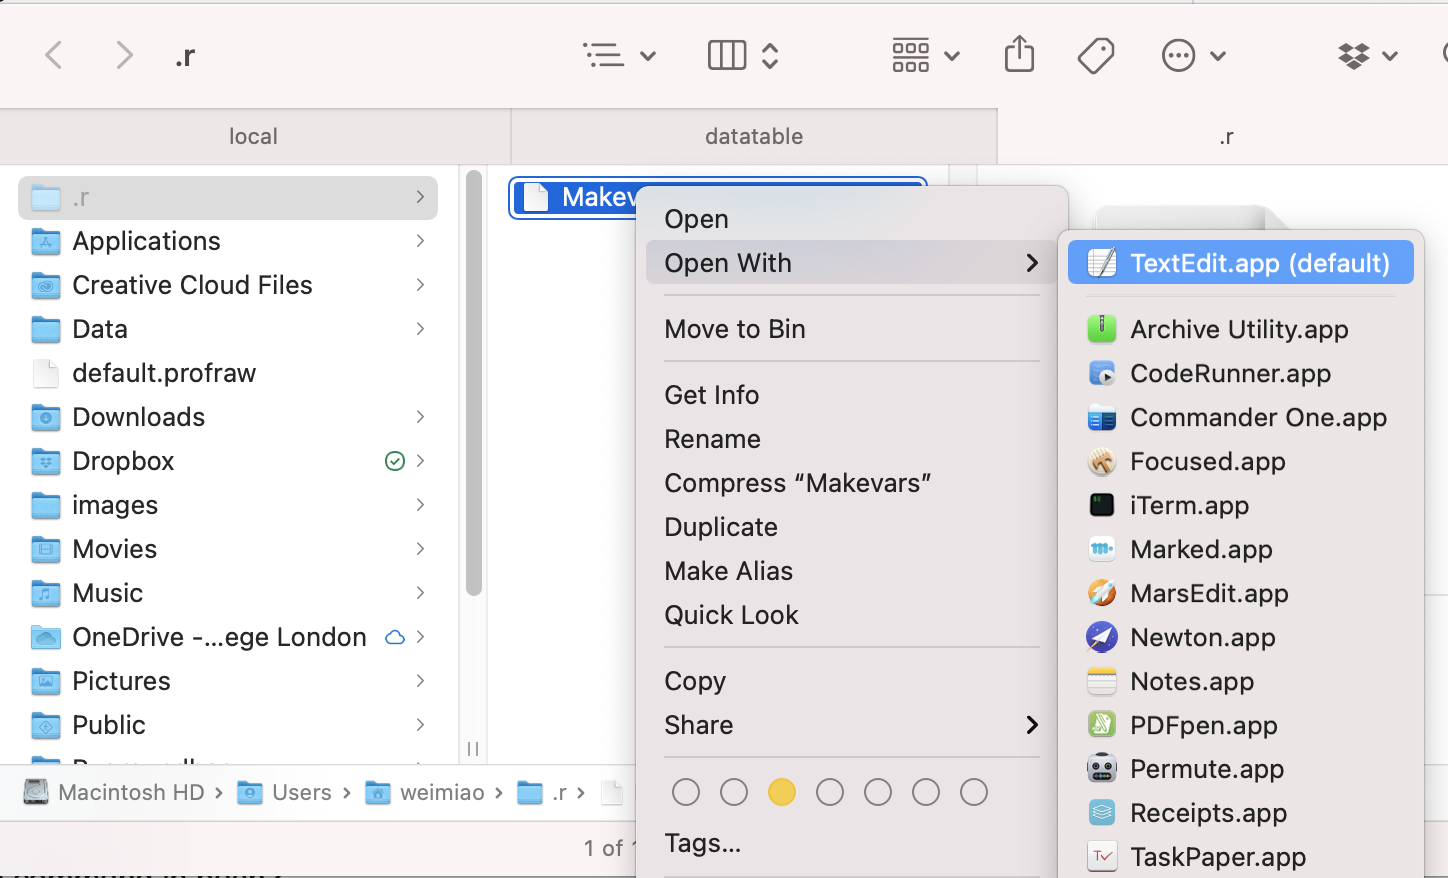 .r
local
datatable
.r
.r
Applications
Creative Cloud Files
Data
default.profraw
Downloads
Dropbox
images
Movies
Music
OneDrive -...ege London
Pictures
Public
Macintosh HD › Users › weimiao › .r ›
1 of
Open
Open With
Move to Bin
Get Info
Rename
Compress “Makevars”
Duplicate
Make Alias
Quick Look
Copy
Share
Tags...
TextEdit.app (default)
Archive Utility.app
CodeRunner.app
Commander One.app
Focused.app
iTerm.app
Marked.app
MarsEdit.app
Newton.app
Notes.app
PDFpen.app
Permute.app
Receipts.app
TaskPaper.app